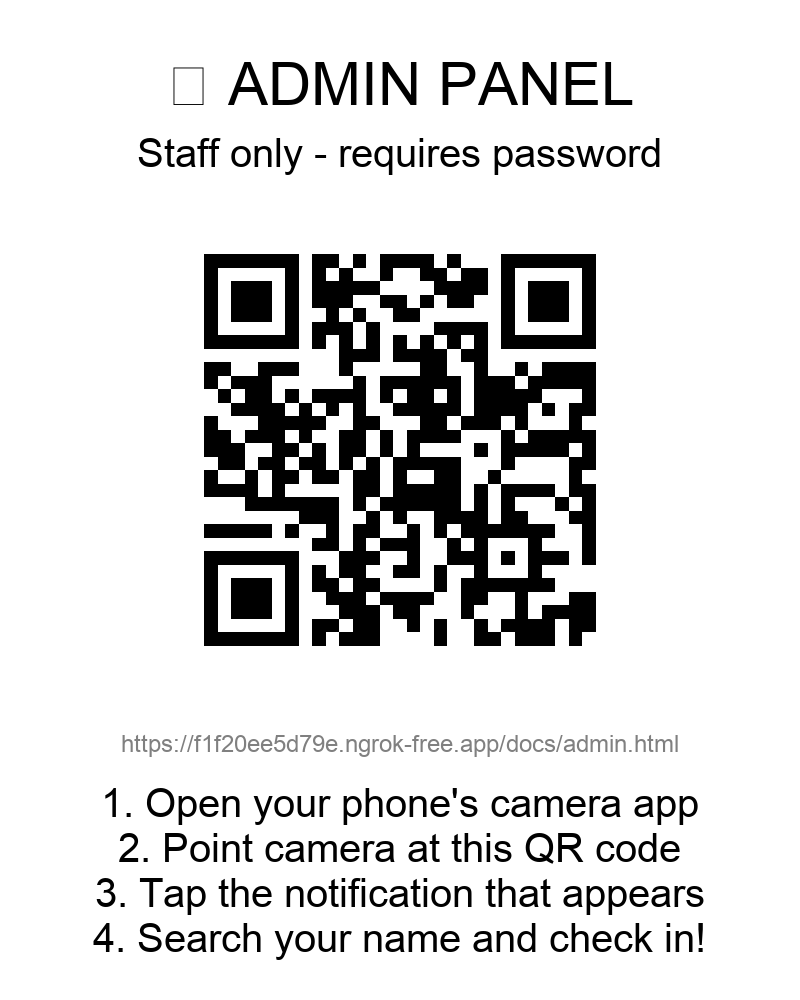 ADMIN PANEL
Staff only - requires password
https://f1f20ee5d79e.ngrok-free.app/docs/admin.html
1. Open your phone's camera app
2. Point camera at this QR code
3. Tap the notification that appears
4. Search your name and check in!